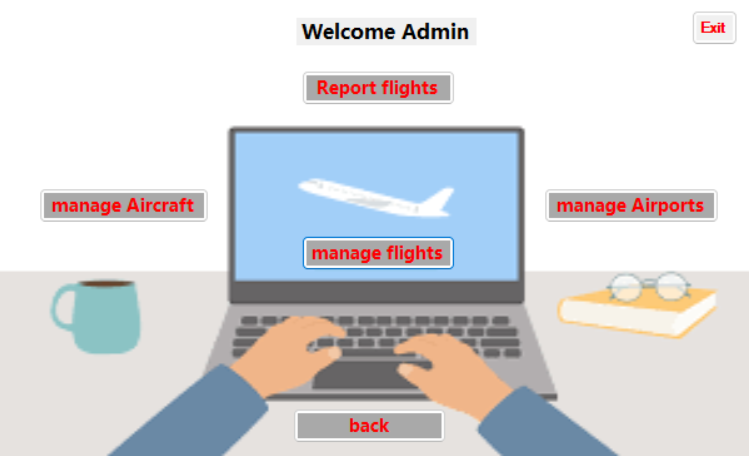 Welcome Admin
Exit
Report flights
manage Aircraft
manage Airports
manage flights
back